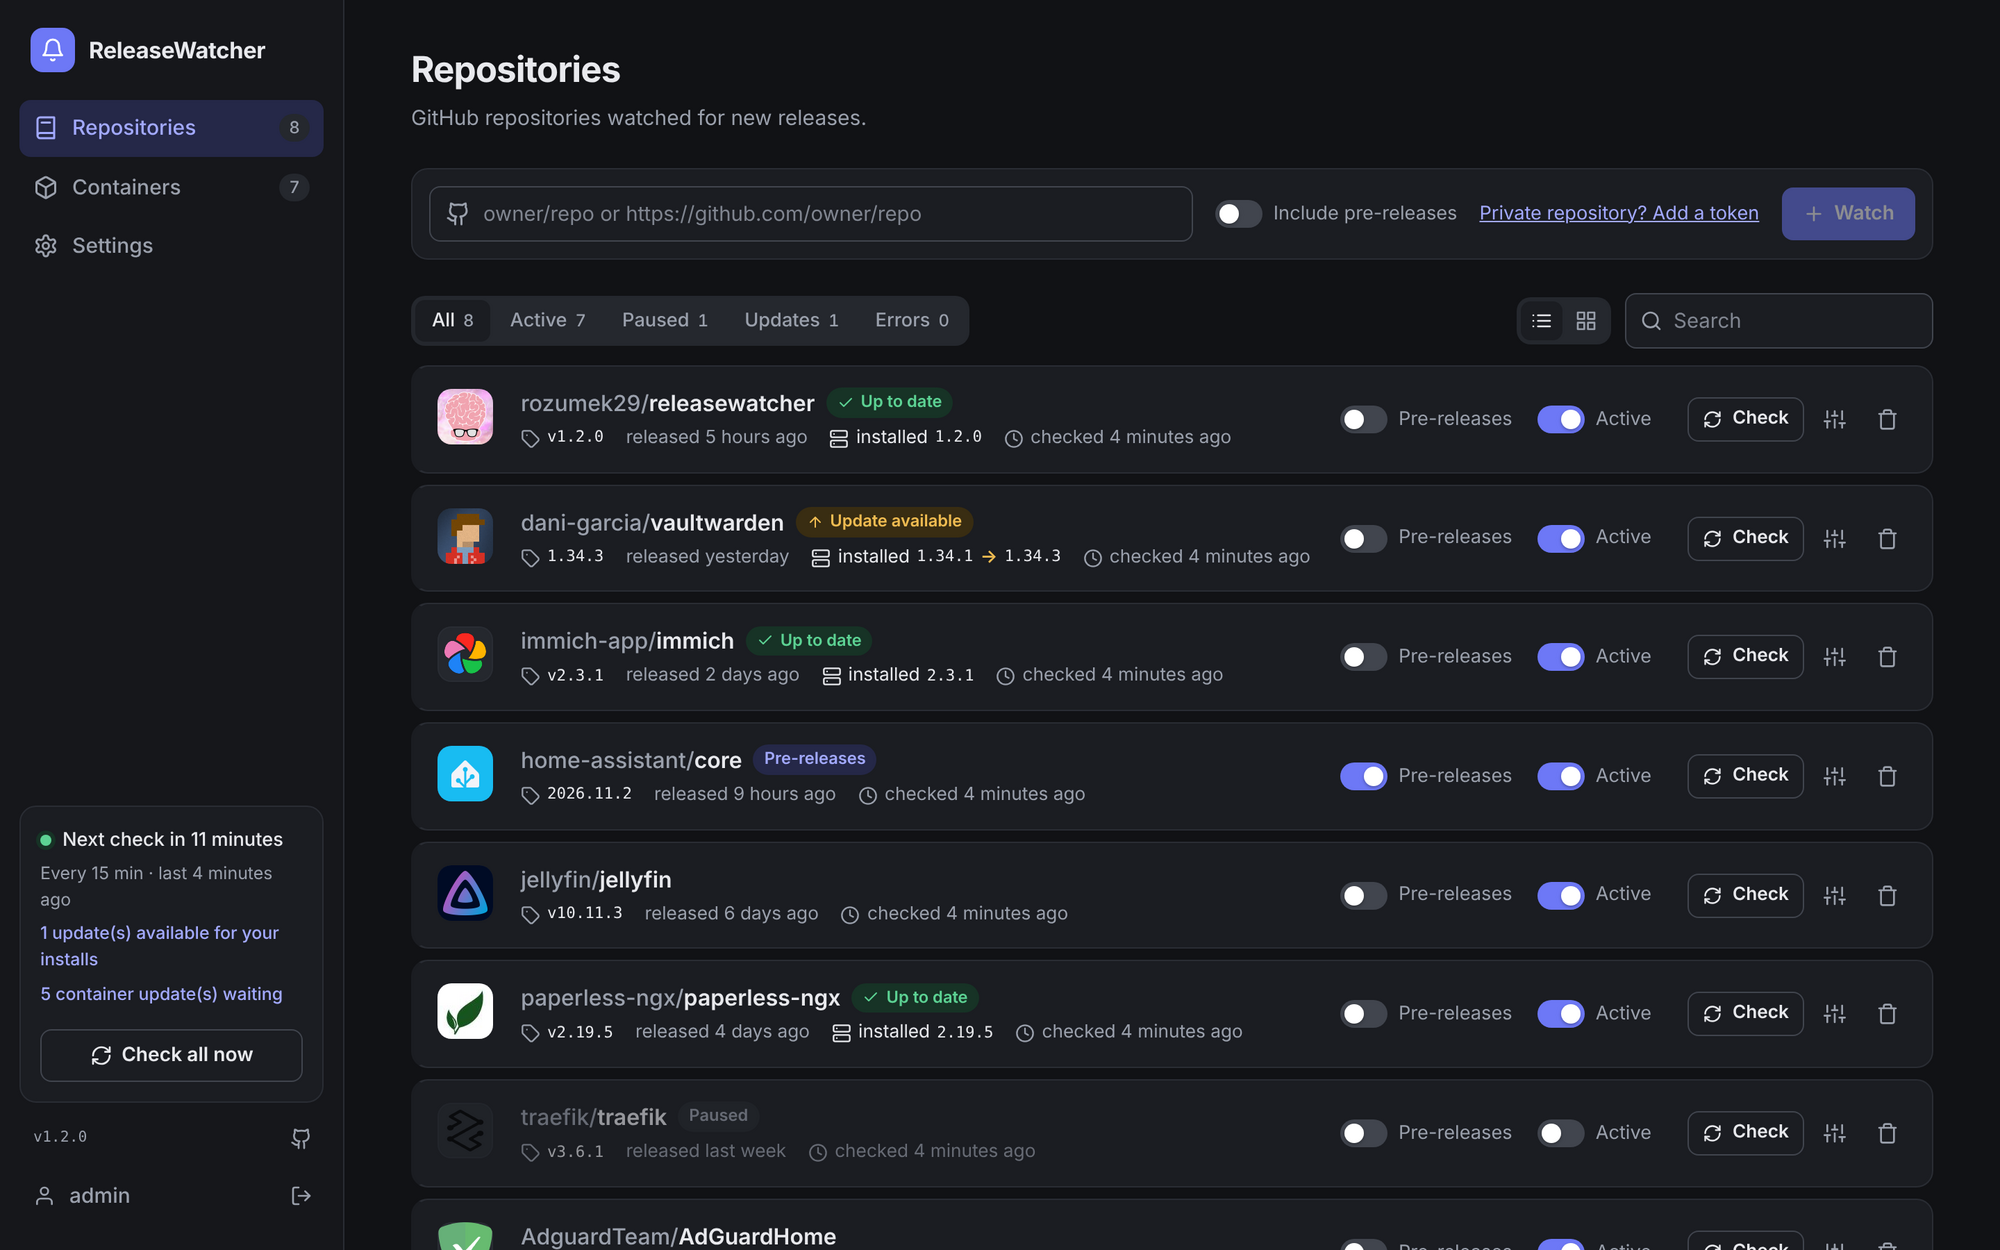 ReleaseWatcher
Repositories 8
Containers 7
Settings
Next check in 11 minutes
Every 15 min · last 4 minutes
ago
1 update(s) available for your
installs
5 container update(s) waiting
Check all now
v1.2.0
admin
Repositories
GitHub repositories watched for new releases.
owner/repo or https://github.com/owner/repo Include pre-releases Private repository? Add a token + Watch
All 8 Active 7 Paused 1 Updates 1 Errors 0 Search
rozumek29/releasewatcher Up to date
v1.2.0 released 5 hours ago installed 1.2.0 checked 4 minutes ago Pre-releases Active Check
dani-garcia/vaultwarden Update available
1.34.3 released yesterday installed 1.34.1 → 1.34.3 checked 4 minutes ago Pre-releases Active Check
immich-app/immich Up to date
v2.3.1 released 2 days ago installed 2.3.1 checked 4 minutes ago Pre-releases Active Check
home-assistant/core Pre-releases
2026.11.2 released 9 hours ago checked 4 minutes ago Pre-releases Active Check
jellyfin/jellyfin
v10.11.3 released 6 days ago checked 4 minutes ago Pre-releases Active Check
paperless-ngx/paperless-ngx Up to date
v2.19.5 released 4 days ago installed 2.19.5 checked 4 minutes ago Pre-releases Active Check
traefik/traefik Paused
v3.6.1 released last week checked 4 minutes ago Pre-releases Active Check
AdguardTeam/AdGuardHome
Pre-releases Active Check